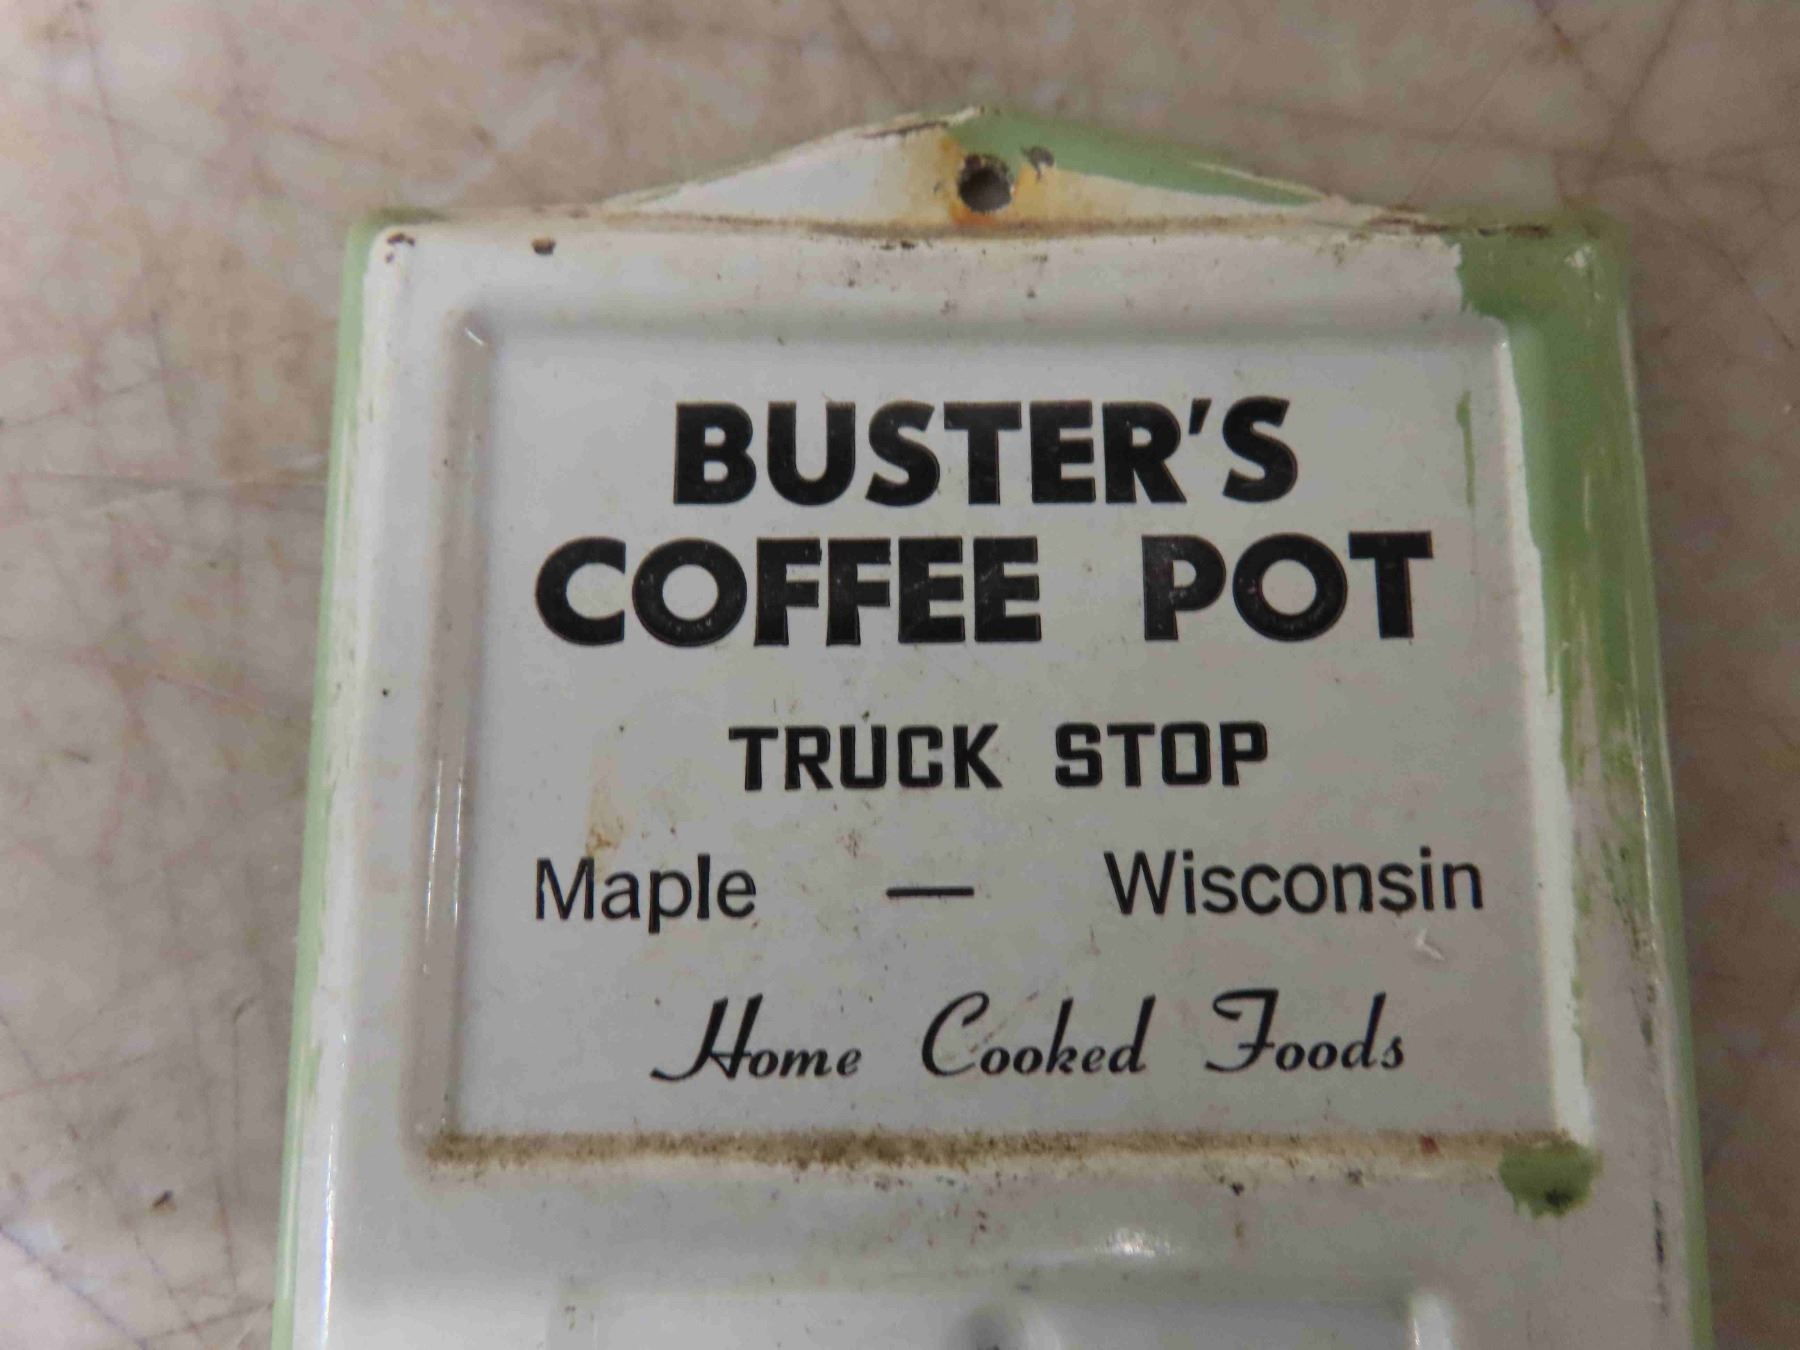 BUSTER'S
COFFEE POT
TRUCK STOP
Maple — Wisconsin
Home Cooked Foods